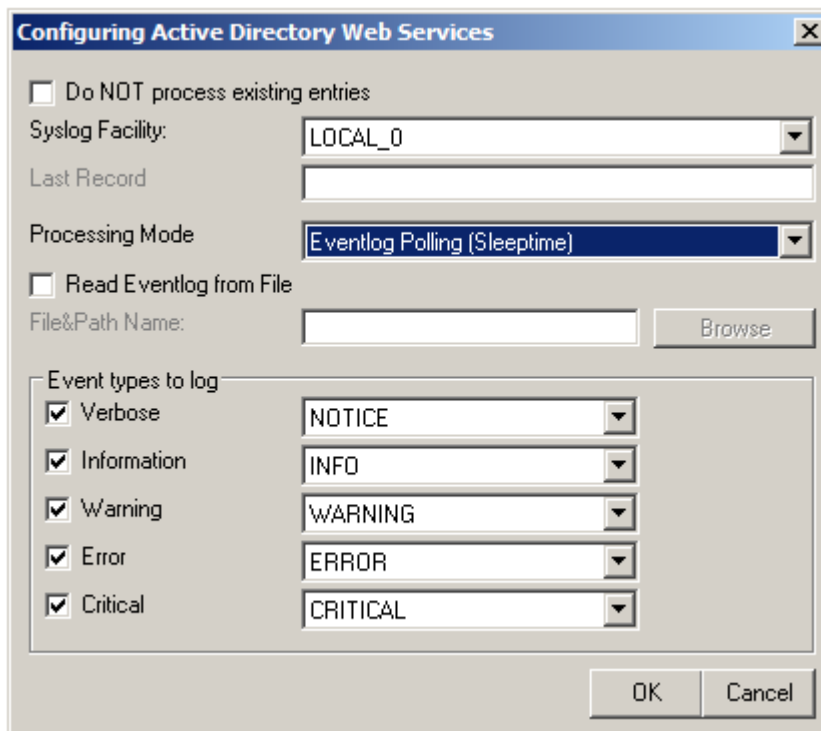 Configuring Active Directory Web Services
Do NOT process existing entries
Syslog Facility: LOCAL_0
Last Record
Processing Mode Eventlog Polling (Sleeptime)
Read Eventlog from File
File&Path Name: Browse
Event types to log
Verbose NOTICE
Information INFO
Warning WARNING
Error ERROR
Critical CRITICAL
OK Cancel